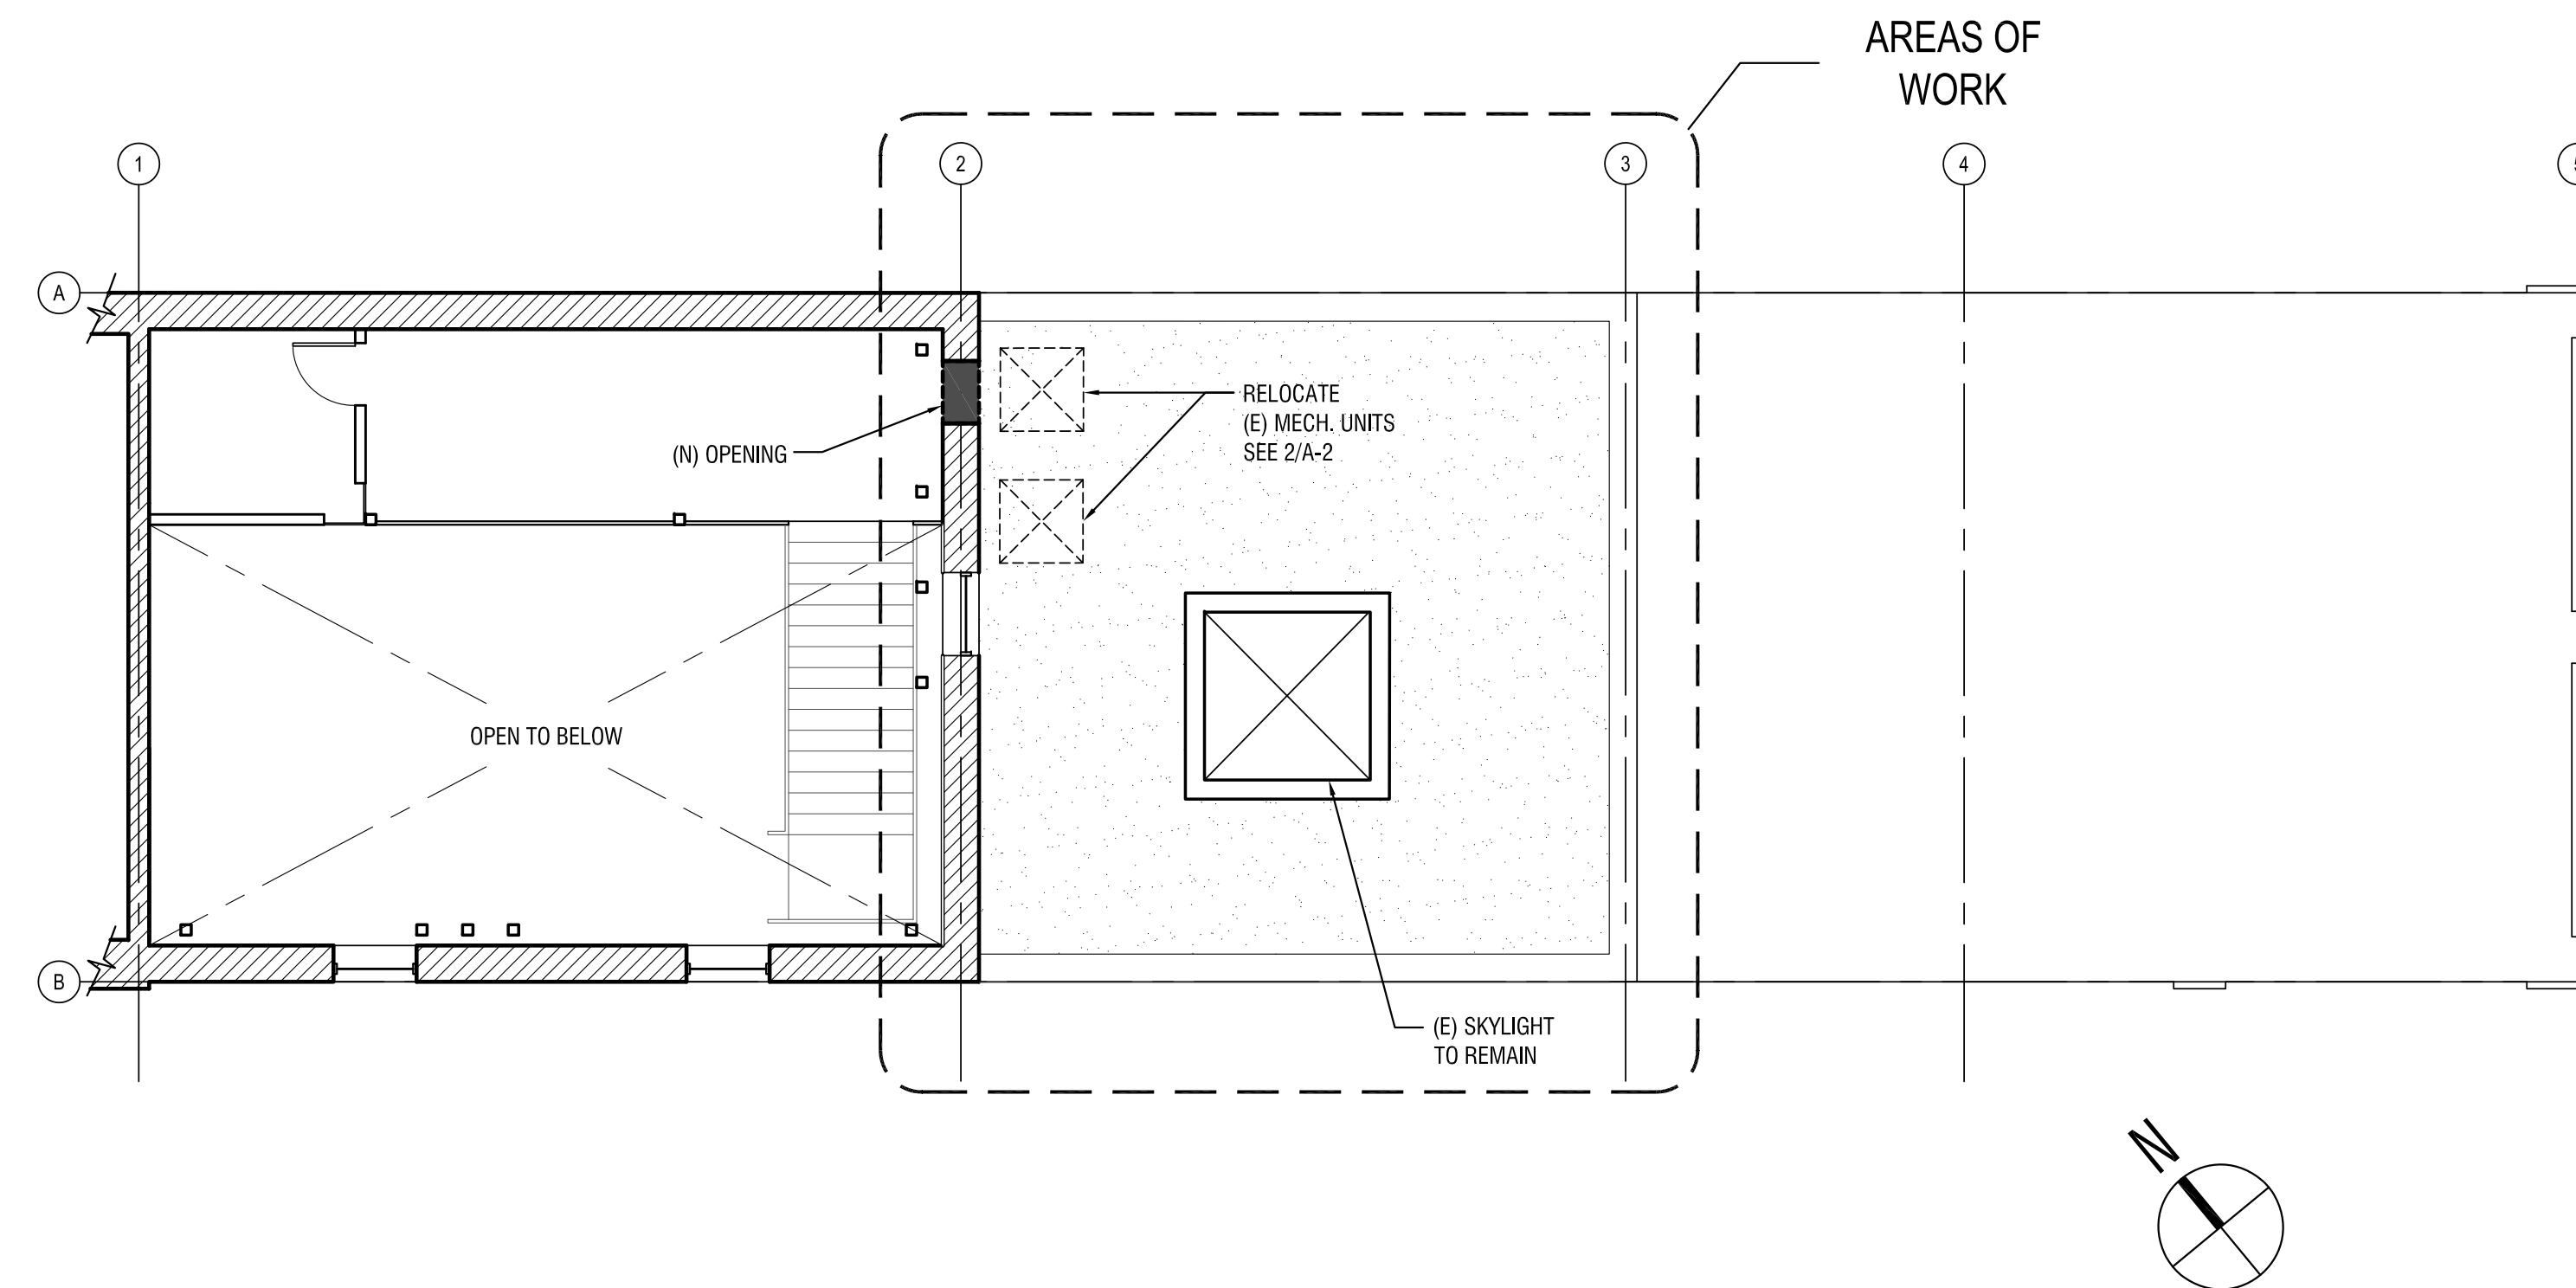 AREAS OF
WORK
1
2
3
4
5
A
RELOCATE
(E) MECH. UNITS
SEE 2/A-2
(N) OPENING
OPEN TO BELOW
B
(E) SKYLIGHT
TO REMAIN
N